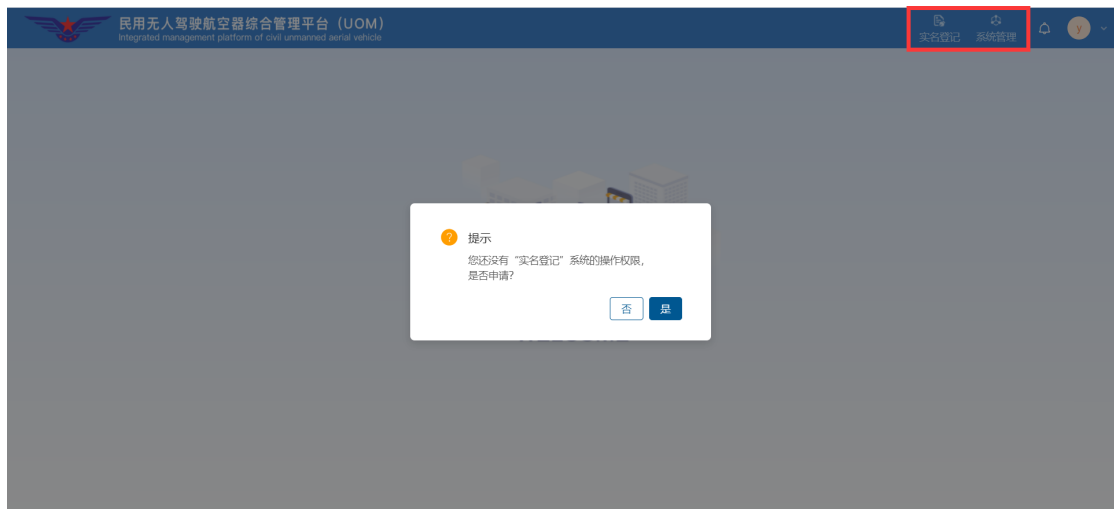 民用无人驾驶航空器综合管理平台（UOM）
Integrated management platform of civil unmanned aerial vehicle
实名登记
系统管理
y
提示
您还没有“实名登记”系统的操作权限，
是否申请？
否
是